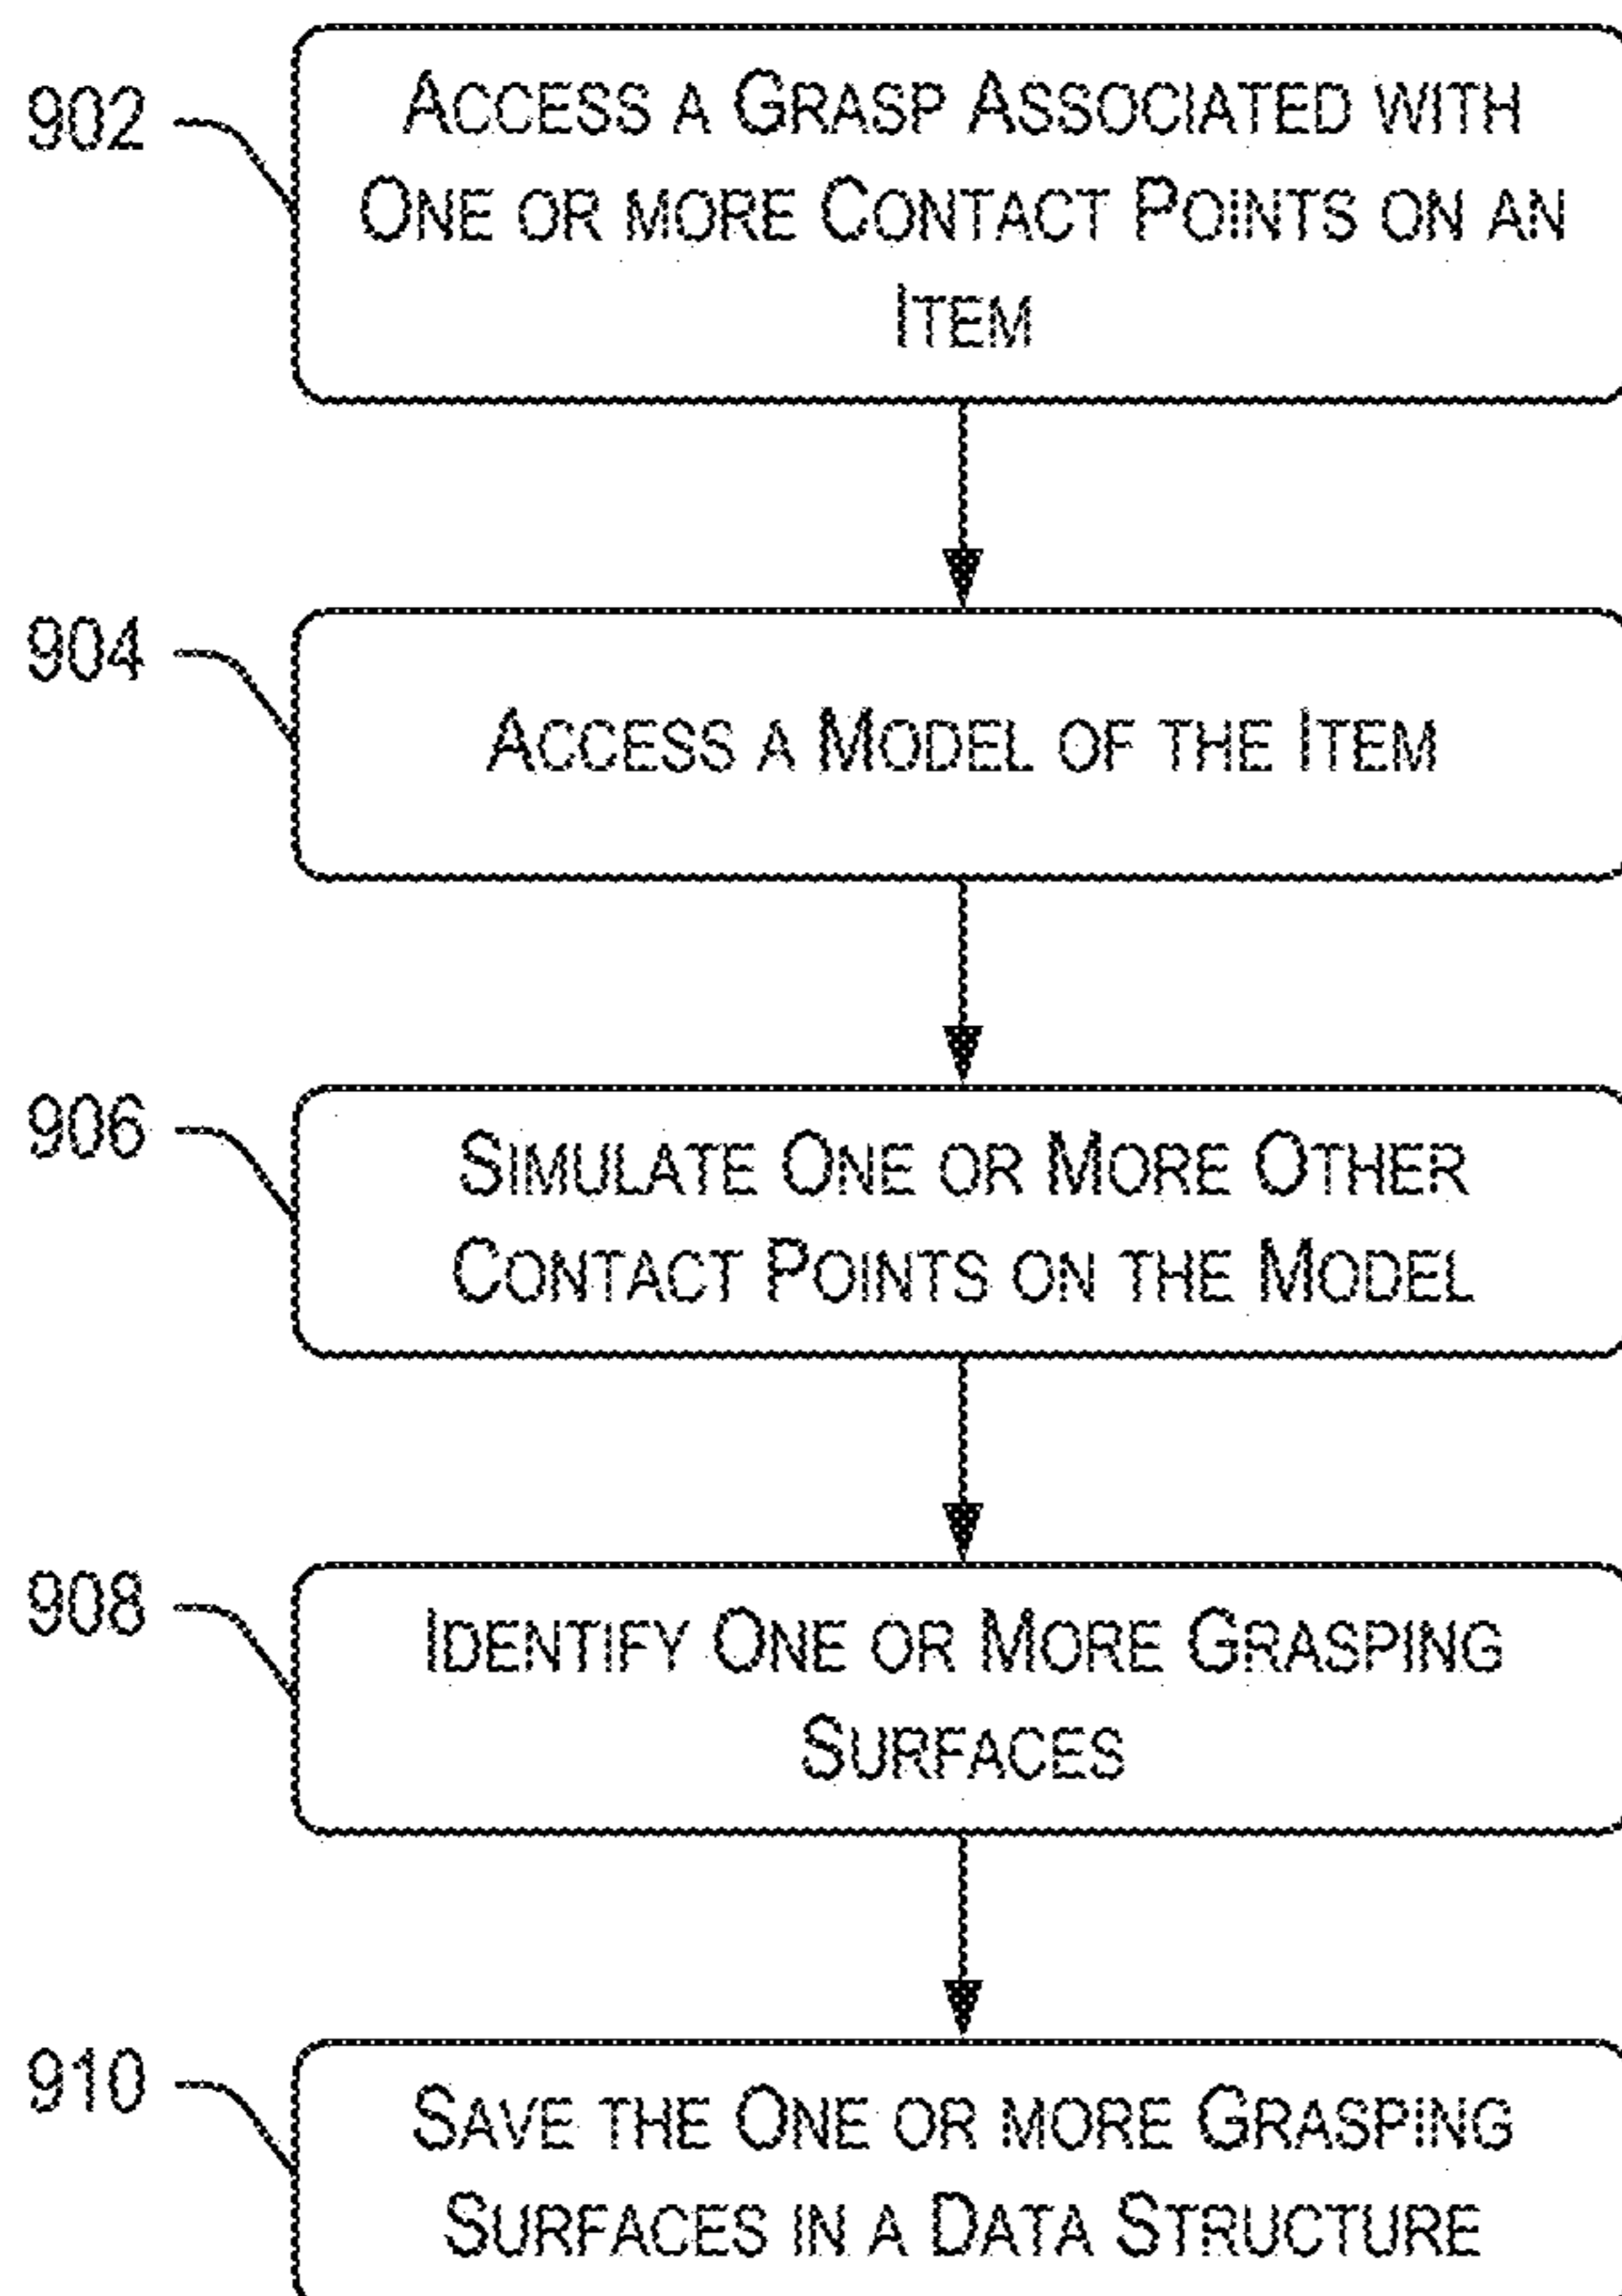 902
ACCESS A GRASP ASSOCIATED WITH
ONE OR MORE CONTACT POINTS ON AN
ITEM
904
ACCESS A MODEL OF THE ITEM
906
SIMULATE ONE OR MORE OTHER
CONTACT POINTS ON THE MODEL
908
IDENTIFY ONE OR MORE GRASPING
SURFACES
910
SAVE THE ONE OR MORE GRASPING
SURFACES IN A DATA STRUCTURE